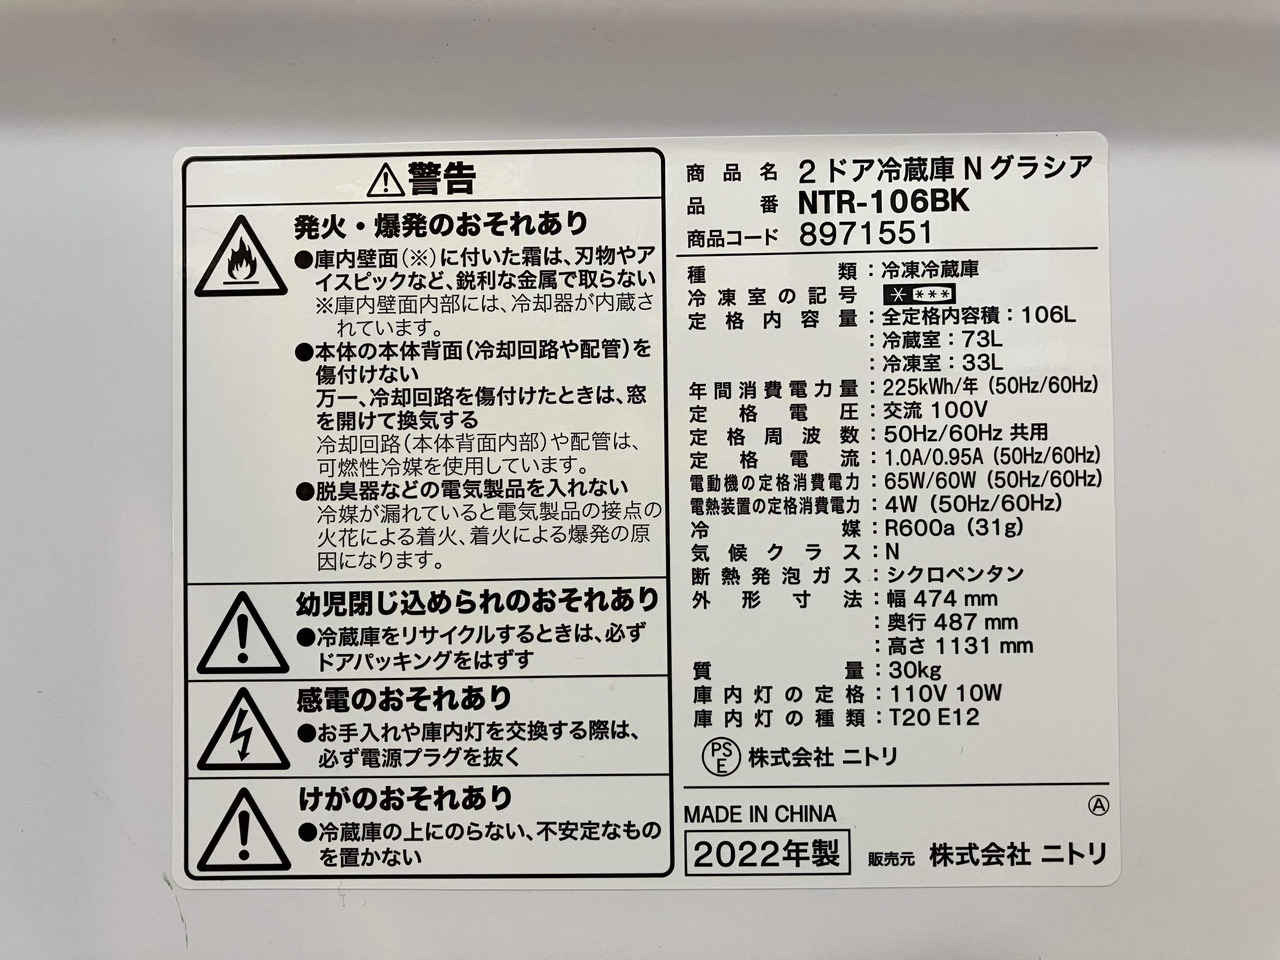 警告
発火・爆発のおそれあり
●庫内壁面(※)に付いた霜は、刃物やア
イスピックなど、鋭利な金属で取らない
※庫内壁面内部には、冷却器が内蔵さ
れています。
●本体の本体背面(冷却回路や配管)を
傷付けない
万一、冷却回路を傷付けたときは、窓
を開けて換気する
冷却回路(本体背面内部)や配管は、
可燃性冷媒を使用しています。
●脱臭器などの電気製品を入れない
冷媒が漏れていると電気製品の接点の
火花による着火、着火による爆発の原
因になります。
幼児閉じ込められのおそれあり
●冷蔵庫をリサイクルするときは、必ず
ドアパッキングをはずす
感電のおそれあり
●お手入れや庫内灯を交換する際は、
必ず電源プラグを抜く
けがのおそれあり
●冷蔵庫の上にのらない、不安定なもの
を置かない
商品名 2ドア冷蔵庫 N グラシア
品番 NTR-106BK
商品コード 8971551
種類:冷凍冷蔵庫
冷凍室の記号 * ***
定格内容量:全定格内容積:106L
:冷蔵室:73L
:冷凍室:33L
年間消費電力量:225kWh/年 (50Hz/60Hz)
定格電圧:交流 100V
定格周波数:50Hz/60Hz 共用
定格電流:1.0A/0.95A (50Hz/60Hz)
電動機の定格消費電力:65W/60W (50Hz/60Hz)
電熱装置の定格消費電力:4W (50Hz/60Hz)
冷媒:R600a (31g)
気候クラス:N
断熱発泡ガス:シクロペンタン
外形寸法:幅 474 mm
:奥行 487 mm
:高さ 1131 mm
質量:30kg
庫内灯の定格:110V 10W
庫内灯の種類:T20 E12
PSE 株式会社 ニトリ
MADE IN CHINA Ⓐ
2022年製 販売元 株式会社 ニトリ